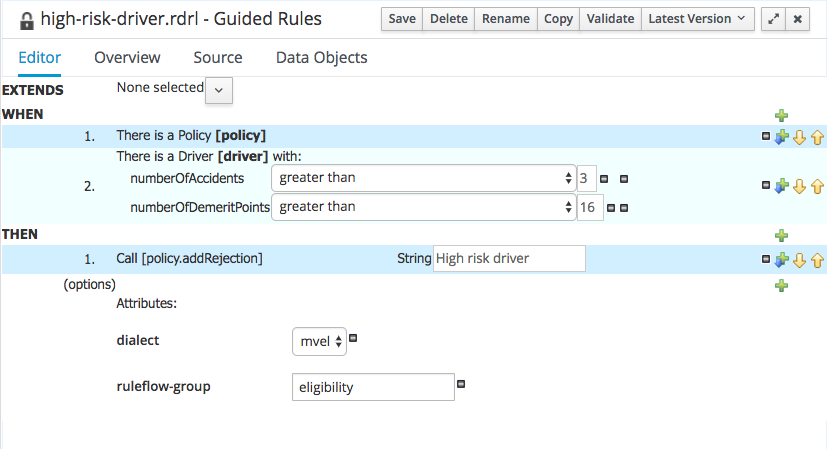 high-risk-driver.rdrl - Guided Rules Save Delete Rename Copy Validate Latest Version
Editor Overview Source Data Objects
EXTENDS None selected
WHEN
1. There is a Policy [policy]
There is a Driver [driver] with:
2.
numberOfAccidents greater than 3
numberOfDemeritPoints greater than 16
THEN
1. Call [policy.addRejection] String High risk driver
(options)
Attributes:
dialect mvel
ruleflow-group eligibility